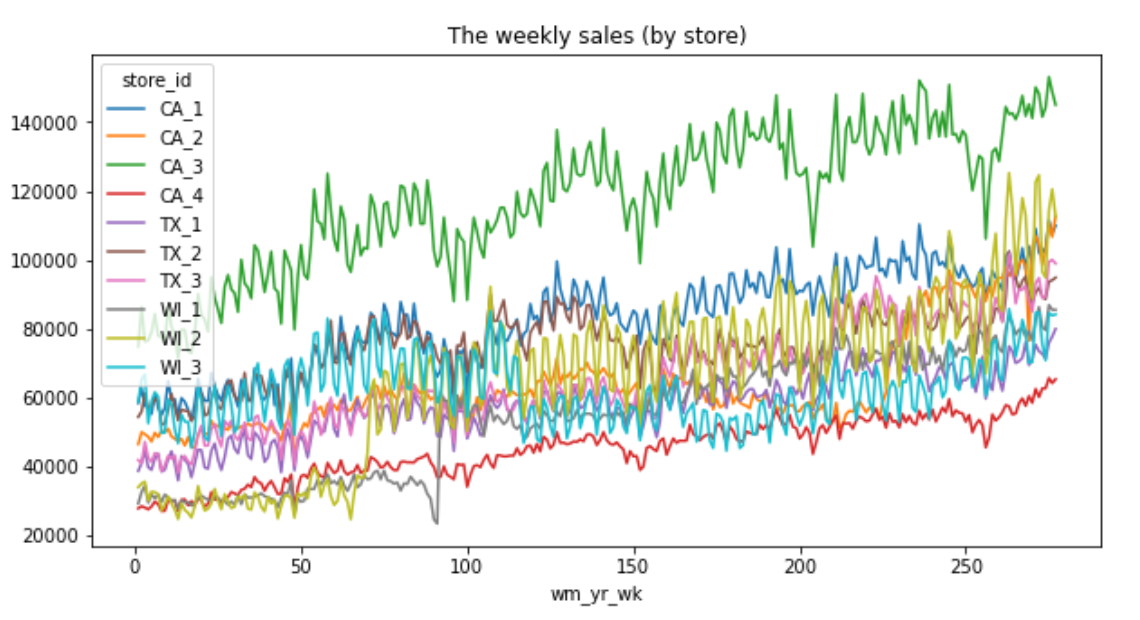 The weekly sales (by store)
store_id
CA_1
CA_2
CA_3
CA_4
TX_1
TX_2
TX_3
WI_1
WI_2
WI_3
140000
120000
100000
80000
60000
40000
20000
0 50 100 150 200 250
wm_yr_wk